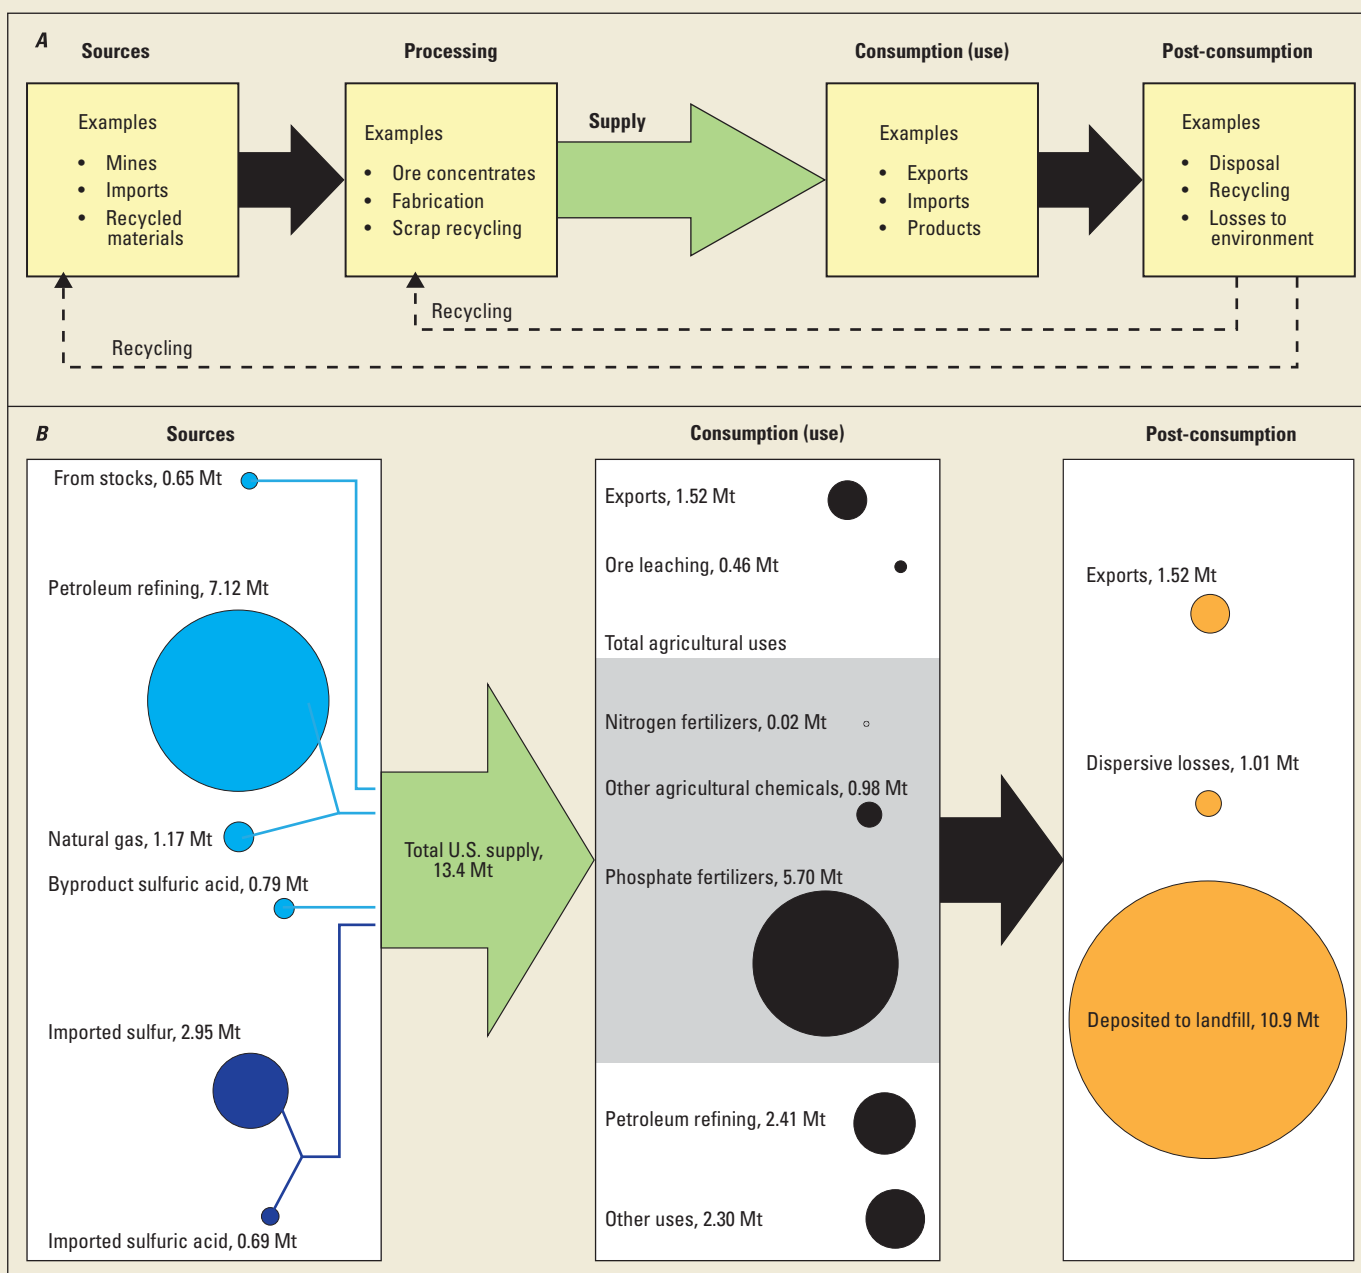 A
Sources
Processing
Consumption (use)
Post-consumption
Examples
• Mines
• Imports
• Recycled
materials
Examples
• Ore concentrates
• Fabrication
• Scrap recycling
Supply
Examples
• Exports
• Imports
• Products
Examples
• Disposal
• Recycling
• Losses to
environment
Recycling
Recycling
B
Sources
Consumption (use)
Post-consumption
From stocks, 0.65 Mt
Petroleum refining, 7.12 Mt
Natural gas, 1.17 Mt
Byproduct sulfuric acid, 0.79 Mt
Imported sulfur, 2.95 Mt
Imported sulfuric acid, 0.69 Mt
Total U.S. supply,
13.4 Mt
Exports, 1.52 Mt
Ore leaching, 0.46 Mt
Total agricultural uses
Nitrogen fertilizers, 0.02 Mt
Other agricultural chemicals, 0.98 Mt
Phosphate fertilizers, 5.70 Mt
Petroleum refining, 2.41 Mt
Other uses, 2.30 Mt
Exports, 1.52 Mt
Dispersive losses, 1.01 Mt
Deposited to landfill, 10.9 Mt